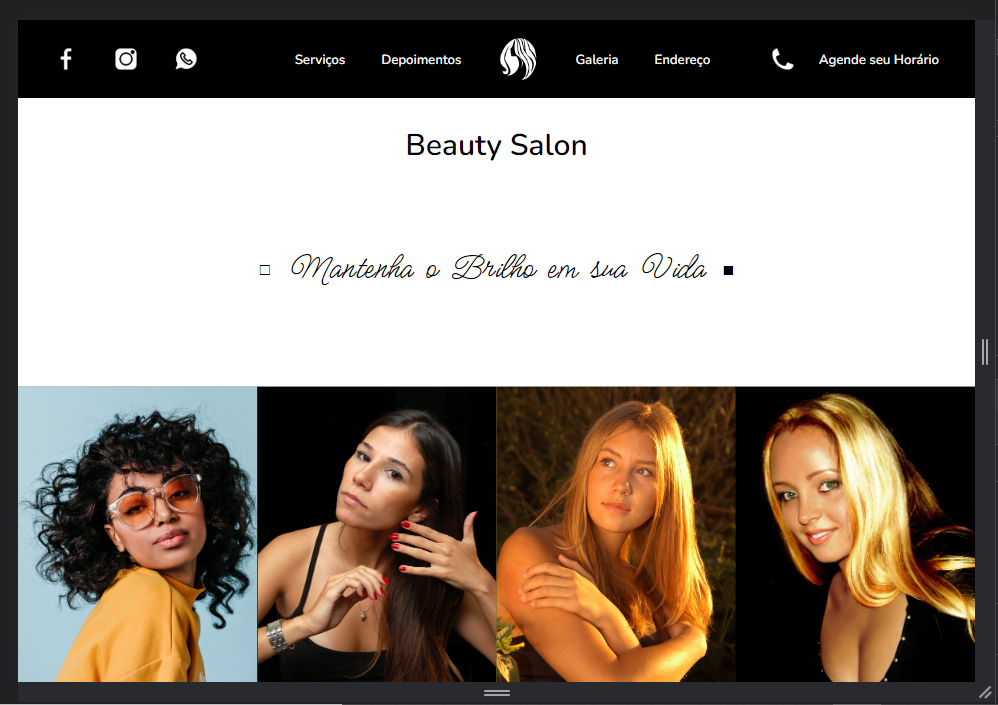 Serviços Depoimentos Galeria Endereço Agende seu Horário
Beauty Salon
Mantenha o Brilho em sua Vida